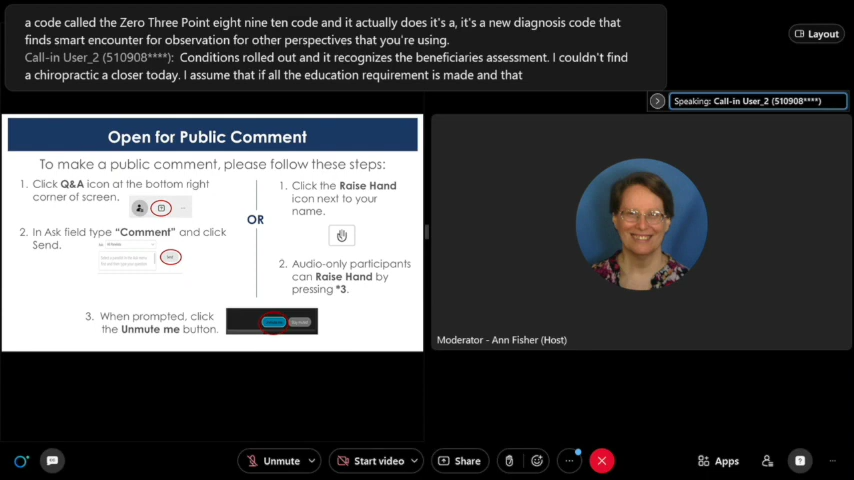 a code called the Zero Three Point eight nine ten code and it actually does it's a, it's a new diagnosis code that
finds smart encounter for observation for other perspectives that you're using.
Call-in User_2 (510908****): Conditions rolled out and it recognizes the beneficiaries assessment. I couldn't find
a chiropractic a closer today. I assume that if all the education requirement is made and that
Layout
Speaking: Call-in User_2 (510908****)
Open for Public Comment
To make a public comment, please follow these steps:
1. Click Q&A icon at the bottom right
corner of screen.
2. In Ask field type “Comment” and click
Send.
OR
1. Click the Raise Hand
icon next to your
name.
2. Audio-only participants
can Raise Hand by
pressing *3.
3. When prompted, click
the Unmute me button.
Moderator - Ann Fisher (Host)
Unmute
Start video
Share
Apps